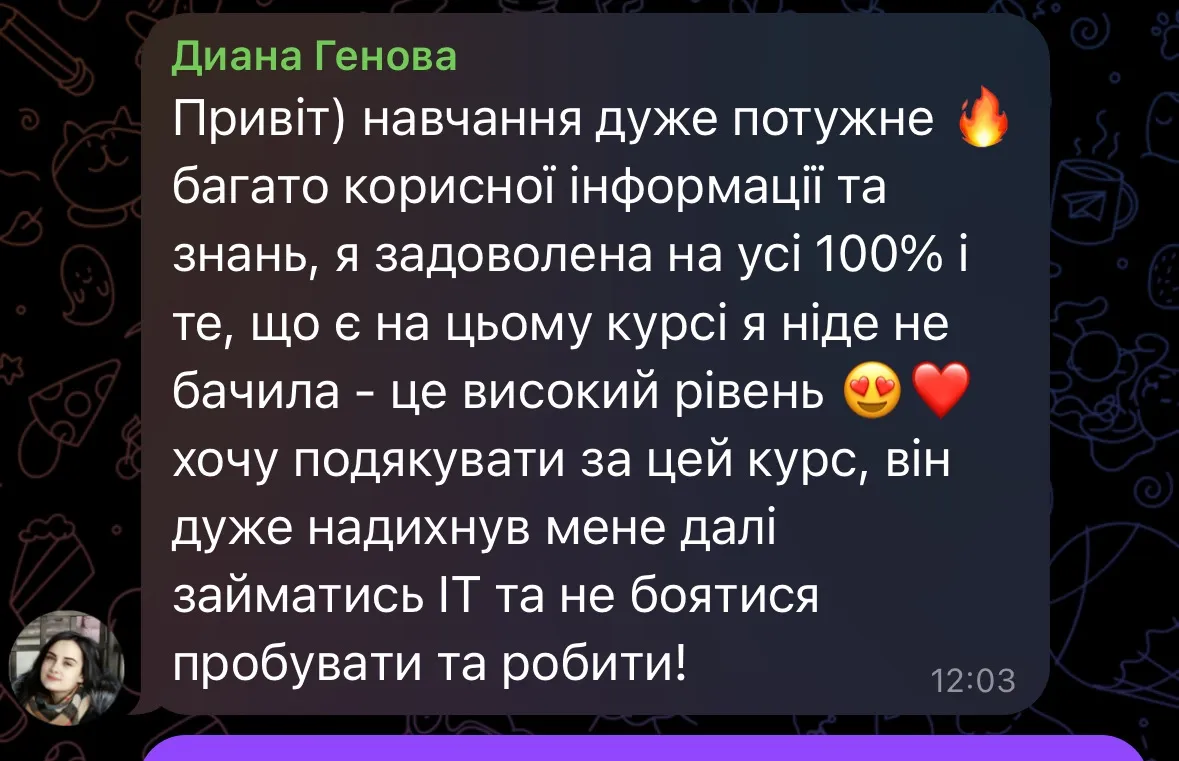 Диана Генова
Привіт) навчання дуже потужне 🔥
багато корисної інформації та
знань, я задоволена на усі 100% і
те, що є на цьому курсі я ніде не
бачила - це високий рівень 😍❤️
хочу подякувати за цей курс, він
дуже надихнув мене далі
займатись ІТ та не боятися
пробувати та робити!
12:03